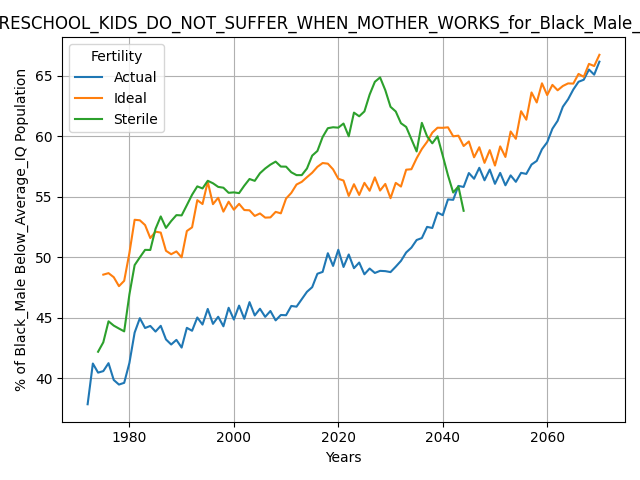 RESCHOOL_KIDS_DO_NOT_SUFFER_WHEN_MOTHER_WORKS_for_Black_Male_
Fertility
Actual
Ideal
Sterile
% of Black_Male Below_Average_IQ Population
65
60
55
50
45
40
1980
2000
2020
2040
2060
Years